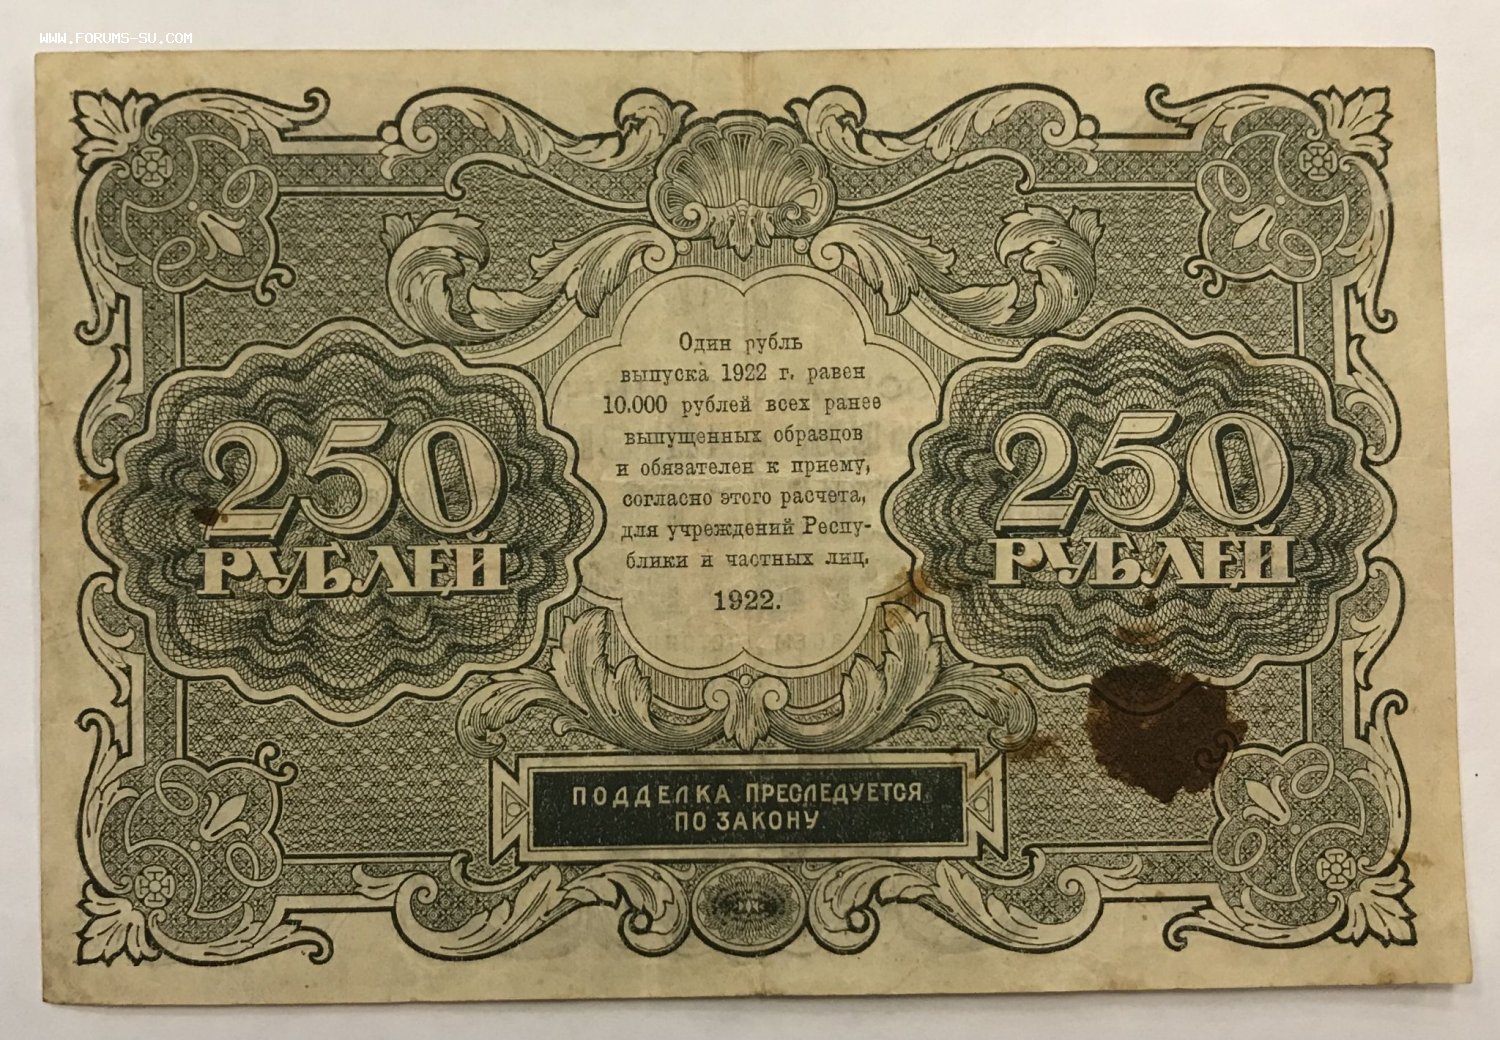 WWW.FORUMS-SU.COM
Один рубль
выпуска 1922 г. равен
10.000 рублей всех ранее
выпущенных образцов
и обязателен к приему,
согласно этого расчета,
для учреждений Респу-
блики и частных лиц.
1922.
250
РУБЛЕЙ
250
РУБЛЕЙ
ПОДДЕЛКА ПРЕСЛЕДУЕТСЯ
ПО ЗАКОНУ